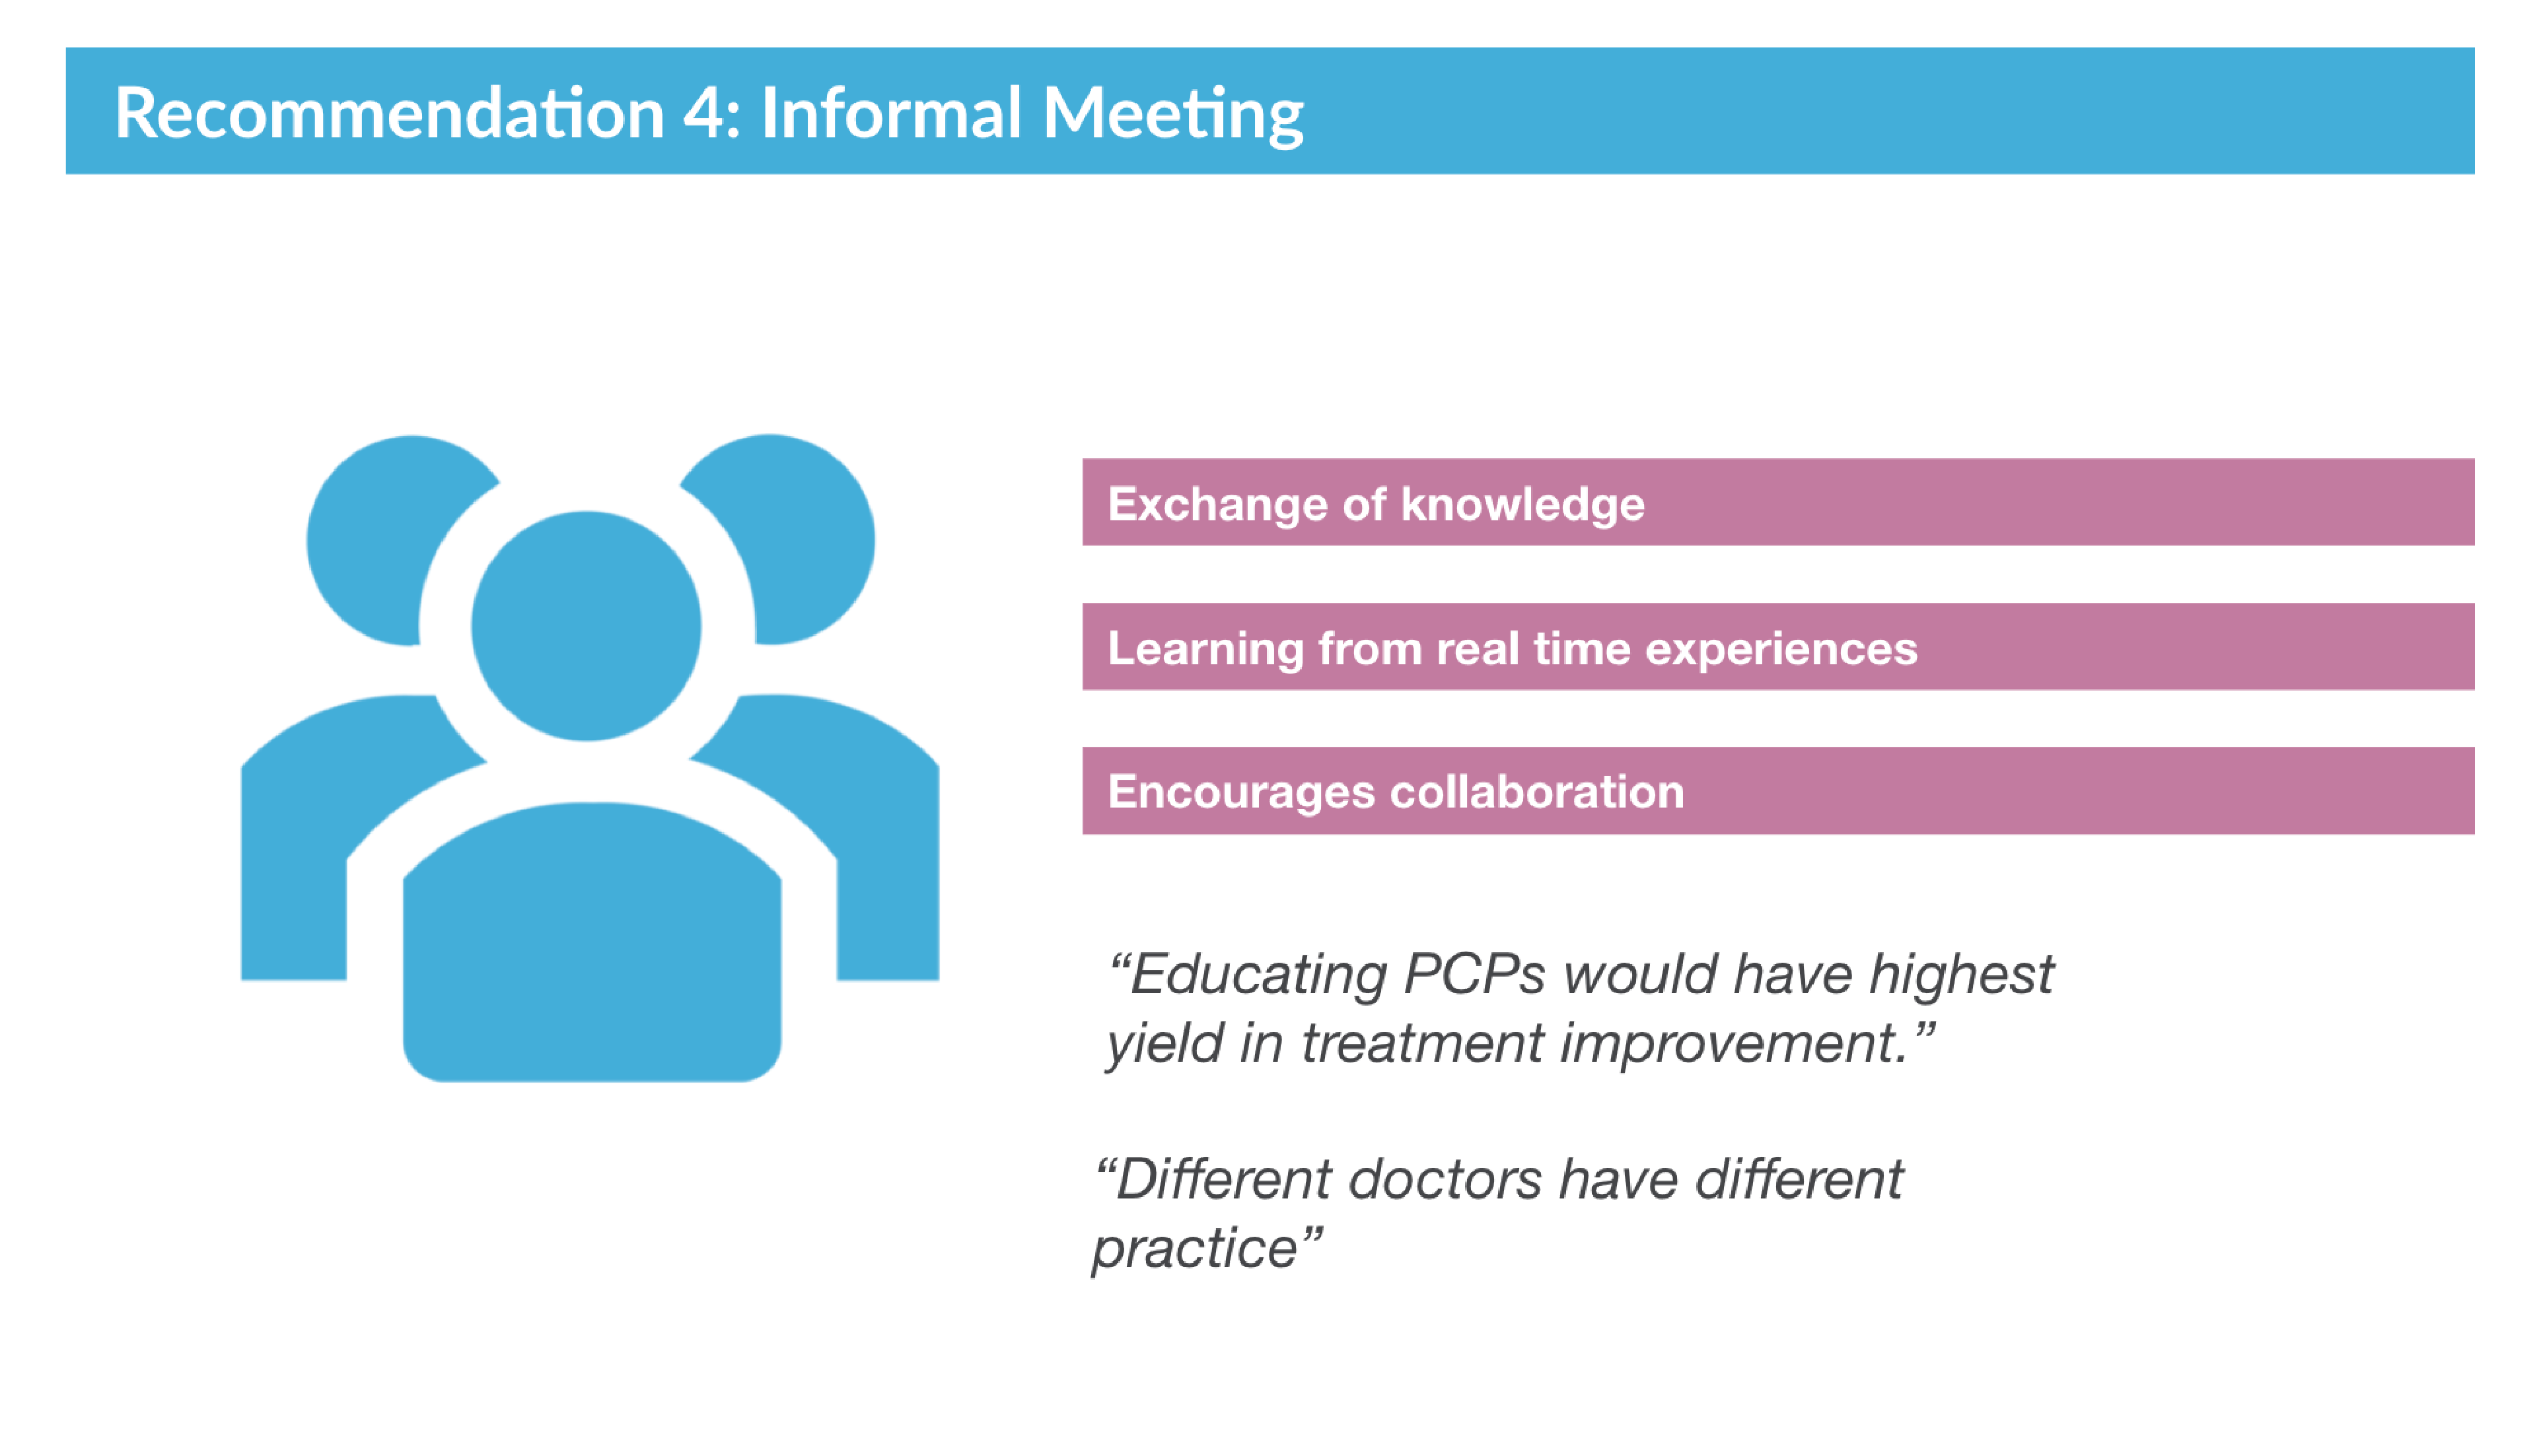 Recommendation 4: Informal Meeting
Exchange of knowledge
Learning from real time experiences
Encourages collaboration
“Educating PCPs would have highest
yield in treatment improvement.”
“Different doctors have different
practice”